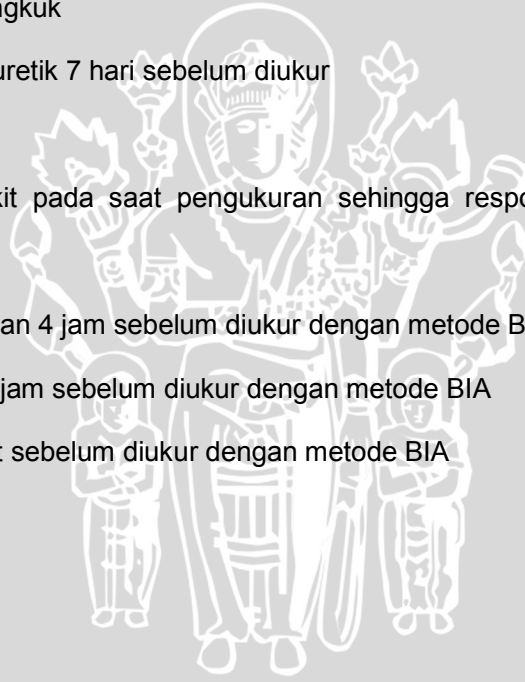 ngkuk
uretik 7 hari sebelum diukur
kit pada saat pengukuran sehingga respo
an 4 jam sebelum diukur dengan metode B
jam sebelum diukur dengan metode BIA
t sebelum diukur dengan metode BIA